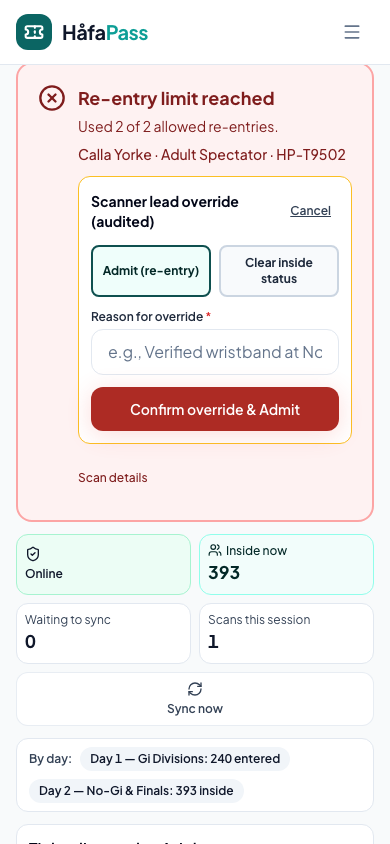 HåfaPass
Re-entry limit reached
Used 2 of 2 allowed re-entries.
Calla Yorke · Adult Spectator · HP-T9502
Scanner lead override
(audited)
Cancel
Admit (re-entry)
Clear inside
status
Reason for override *
e.g., Verified wristband at No
Confirm override & Admit
Scan details
Online
Inside now
393
Waiting to sync
0
Scans this session
1
Sync now
By day:
Day 1 — Gi Divisions: 240 entered
Day 2 — No-Gi & Finals: 393 inside